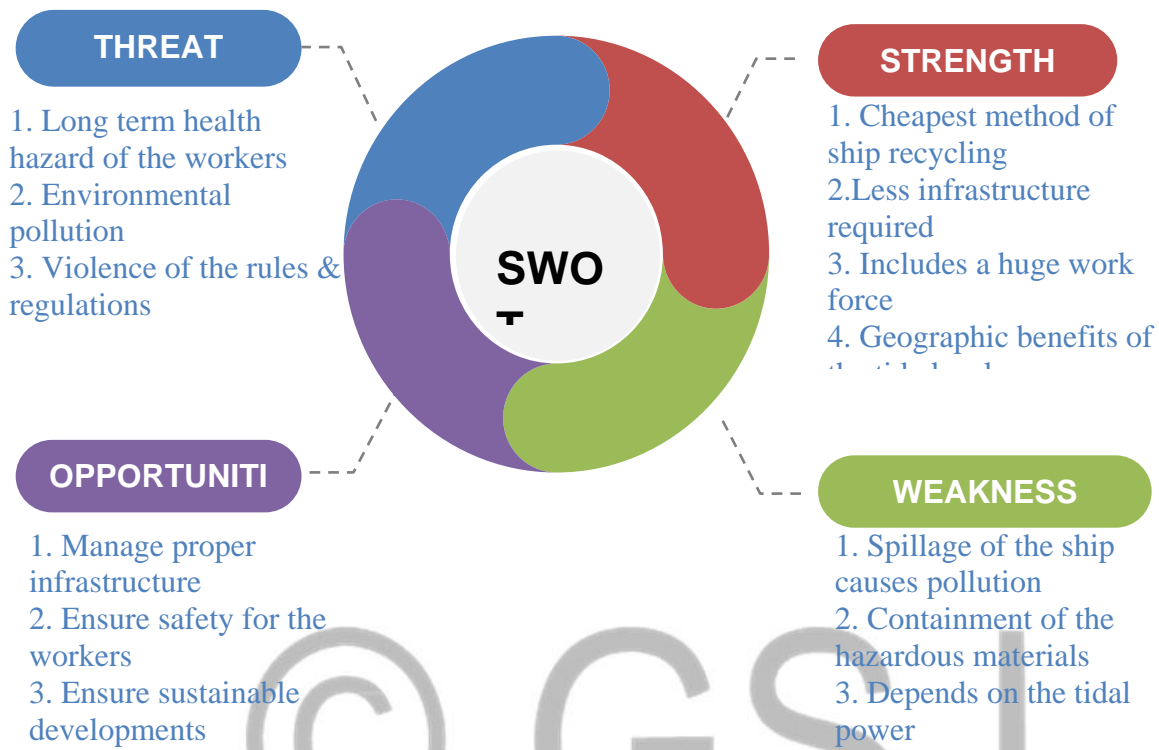 THREAT
1. Long term health
hazard of the workers
2. Environmental
pollution
3. Violence of the rules &
regulations
STRENGTH
1. Cheapest method of
ship recycling
2.Less infrastructure
required
3. Includes a huge work
force
4. Geographic benefits of
SWO
T
OPPORTUNITI
1. Manage proper
infrastructure
2. Ensure safety for the
workers
3. Ensure sustainable
developments
WEAKNESS
1. Spillage of the ship
causes pollution
2. Containment of the
hazardous materials
3. Depends on the tidal
power
© GSJ